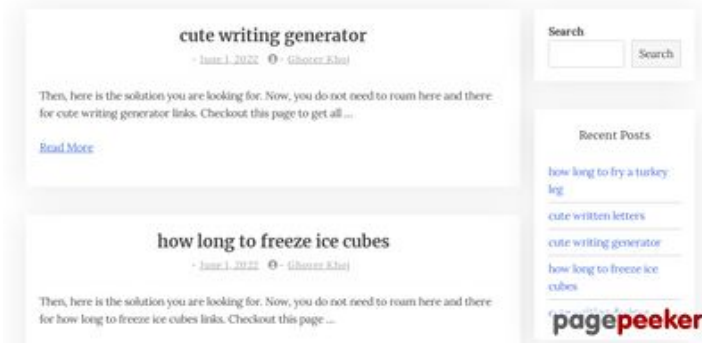 cute writing generator
- June 1, 2022 - Ghorer Khoj
Then, here is the solution you are looking for. Now, you do not need to roam here and there
for cute writing generator links. Checkout this page to get all ...
Read More
how long to freeze ice cubes
- June 1, 2022 - Ghorer Khoj
Then, here is the solution you are looking for. Now, you do not need to roam here and there
for how long to freeze ice cubes links. Checkout this page ...
Search
Search
Recent Posts
how long to fry a turkey
leg
cute written letters
cute writing generator
how long to freeze ice
cubes
pagepeeker